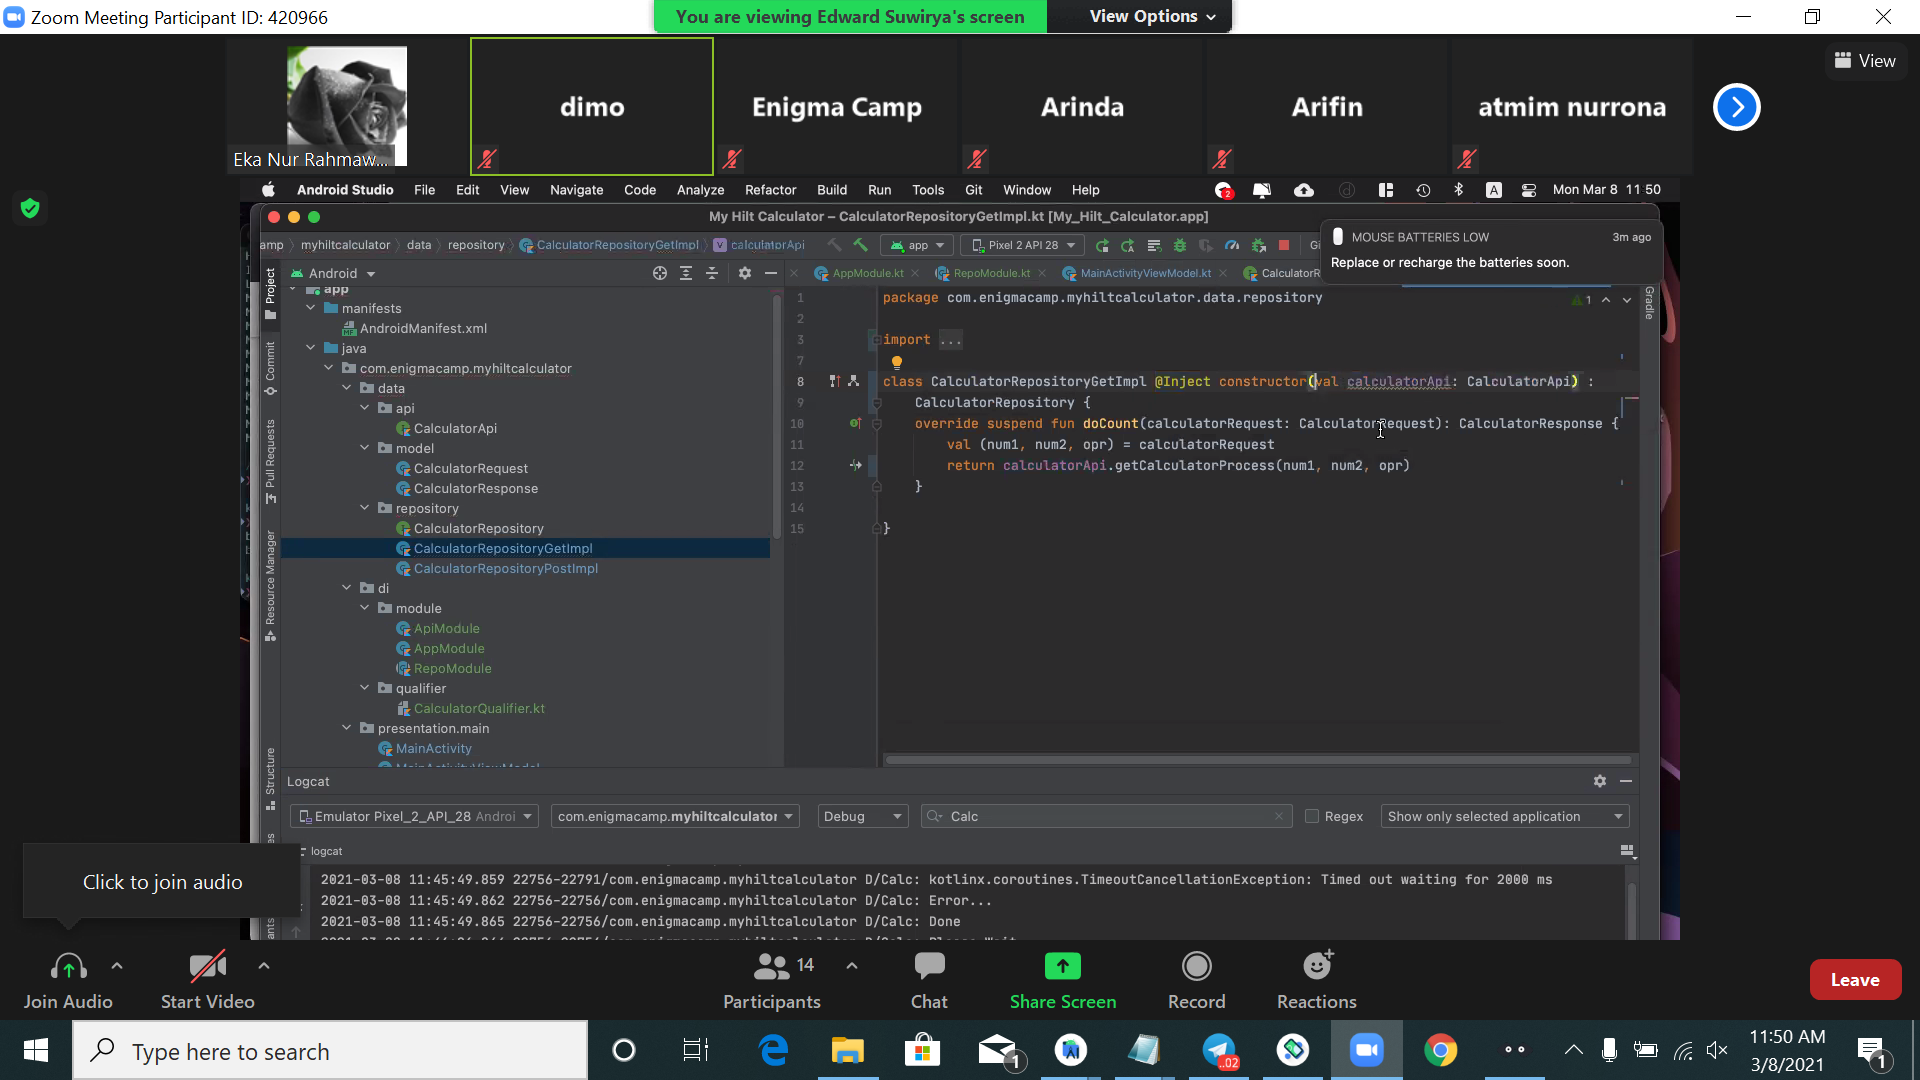 Zoom Meeting Participant ID: 420966
You are viewing Edward Suwirya's screen
View Options
View
Eka Nur Rahmaw...
dimo
Enigma Camp
Arinda
Arifin
atmim nurrona
Android Studio File Edit View Navigate Code Analyze Refactor Build Run Tools Git Window Help
2
A
Mon Mar 8 11 50
My Hilt Calculator – CalculatorRepositoryGetImpl.kt [My_Hilt_Calculator.app]
amp myhiltcalculator data repository CalculatorRepositoryGetImpl calculatorApi
app
Pixel 2 API 28
Gi
MOUSE BATTERIES LOW
3m ago
Replace or recharge the batteries soon.
Project
Commit
Pull Requests
Resource Manager
Structure
Gradle
Android
AppModule.kt
RepoModule.kt
MainActivityViewModel.kt
CalculatorR
app
manifests
AndroidManifest.xml
java
com.enigmacamp.myhiltcalculator
data
api
CalculatorApi
model
CalculatorRequest
CalculatorResponse
repository
CalculatorRepository
CalculatorRepositoryGetImpl
CalculatorRepositoryPostImpl
di
module
ApiModule
AppModule
RepoModule
qualifier
CalculatorQualifier.kt
presentation.main
MainActivity
MainActivityViewModel
1 package com.enigmacamp.myhiltcalculator.data.repository
1
2
3 import ...
7
8 class CalculatorRepositoryGetImpl @Inject constructor(val calculatorApi: CalculatorApi) :
9 CalculatorRepository {
10 override suspend fun doCount(calculatorRequest: CalculatorRequest): CalculatorResponse {
11 val (num1, num2, opr) = calculatorRequest
12 return calculatorApi.getCalculatorProcess(num1, num2, opr)
13 }
14
15 }
Logcat
Emulator Pixel_2_API_28 Androi
com.enigmacamp.myhiltcalculator
Debug
Calc
Regex
Show only selected application
logcat
2021-03-08 11:45:49.859 22756-22791/com.enigmacamp.myhiltcalculator D/Calc: kotlinx.coroutines.TimeoutCancellationException: Timed out waiting for 2000 ms
2021-03-08 11:45:49.862 22756-22756/com.enigmacamp.myhiltcalculator D/Calc: Error...
2021-03-08 11:45:49.865 22756-22756/com.enigmacamp.myhiltcalculator D/Calc: Done
Click to join audio
Join Audio
Start Video
14
Participants
Chat
Share Screen
Record
Reactions
Leave
Type here to search
1
..02
11:50 AM
3/8/2021
1